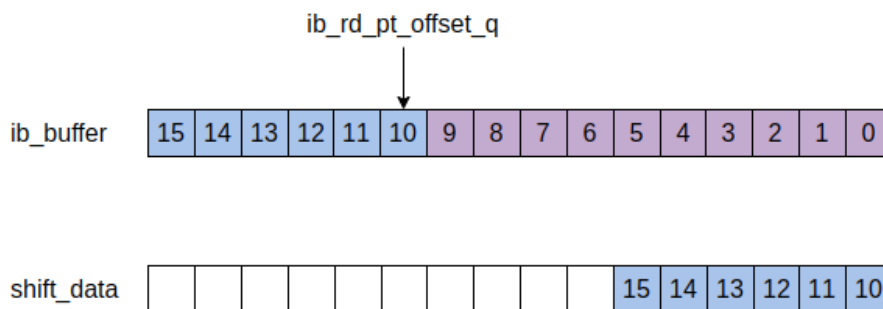 ib_rd_pt_offset_q
ib_buffer 15 14 13 12 11 10 9 8 7 6 5 4 3 2 1 0
shift_data 15 14 13 12 11 10